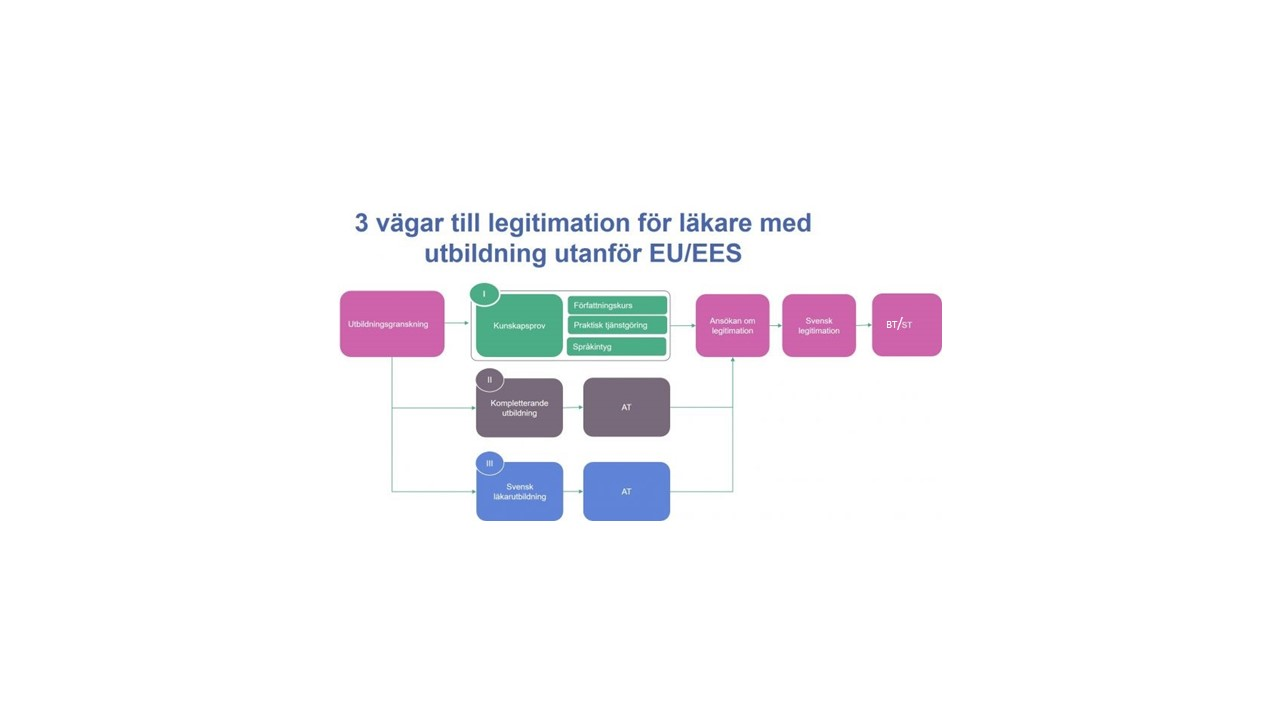 3 vägar till legitimation för läkare med
utbildning utanför EU/EES
Utbildningsgranskning
I
Kunskapsprov
Författningskurs
Praktisk tjänstgöring
Språkintyg
Ansökan om
legitimation
Svensk
legitimation
BT/ST
II
Kompletterande
utbildning
AT
III
Svensk
läkarutbildning
AT